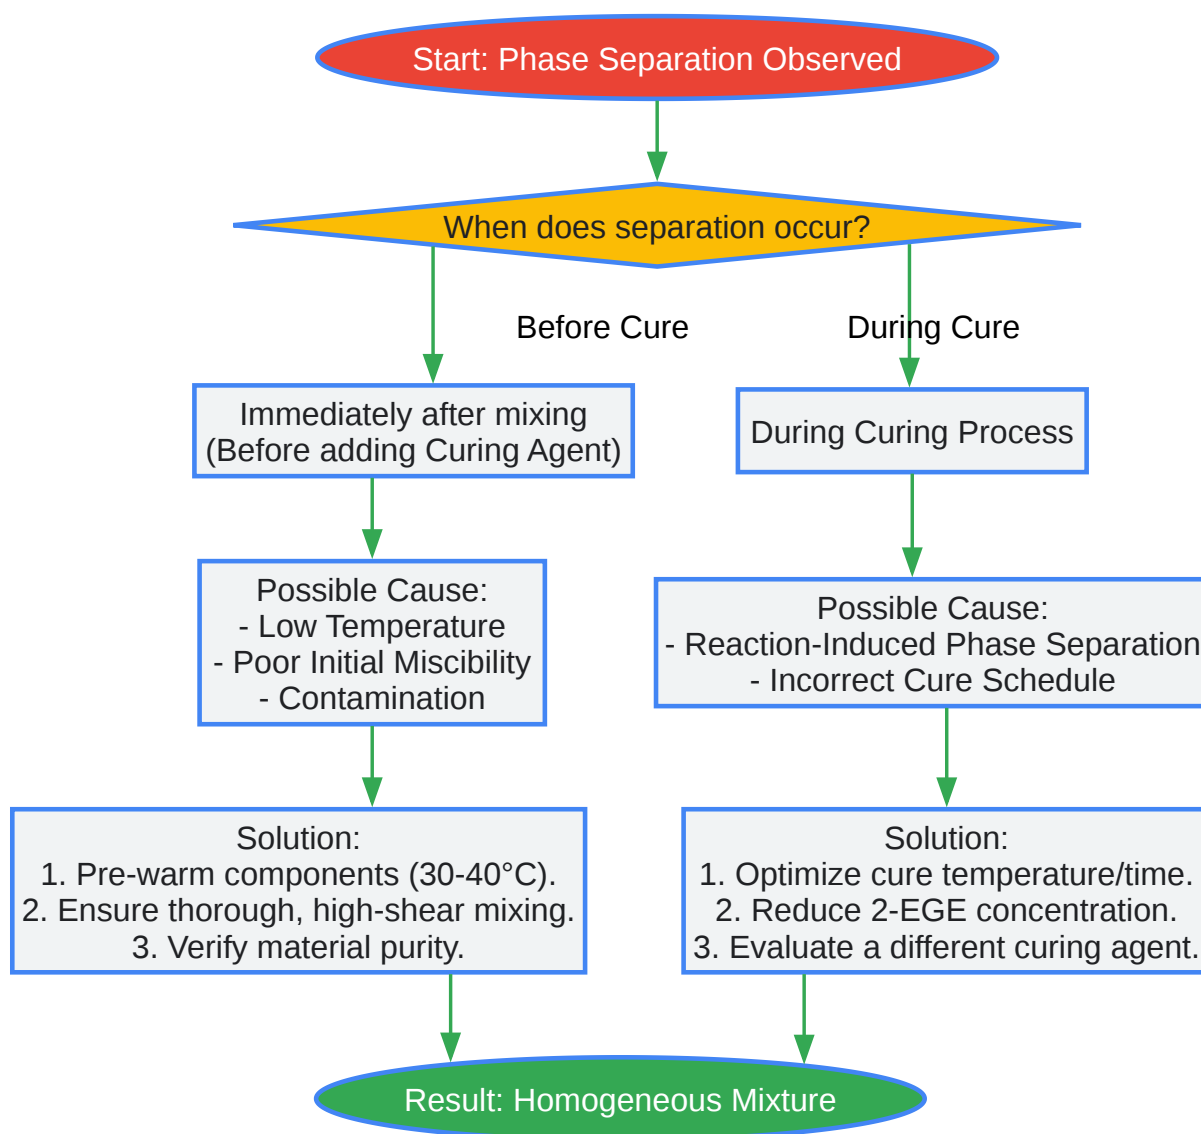 Start: Phase Separation Observed
When does separation occur?
Before Cure
During Cure
Immediately after mixing
(Before adding Curing Agent)
During Curing Process
Possible Cause:
- Low Temperature
- Poor Initial Miscibility
- Contamination
Possible Cause:
- Reaction-Induced Phase Separation
- Incorrect Cure Schedule
Solution:
1. Pre-warm components (30-40°C).
2. Ensure thorough, high-shear mixing.
3. Verify material purity.
Solution:
1. Optimize cure temperature/time.
2. Reduce 2-EGE concentration.
3. Evaluate a different curing agent.
Result: Homogeneous Mixture